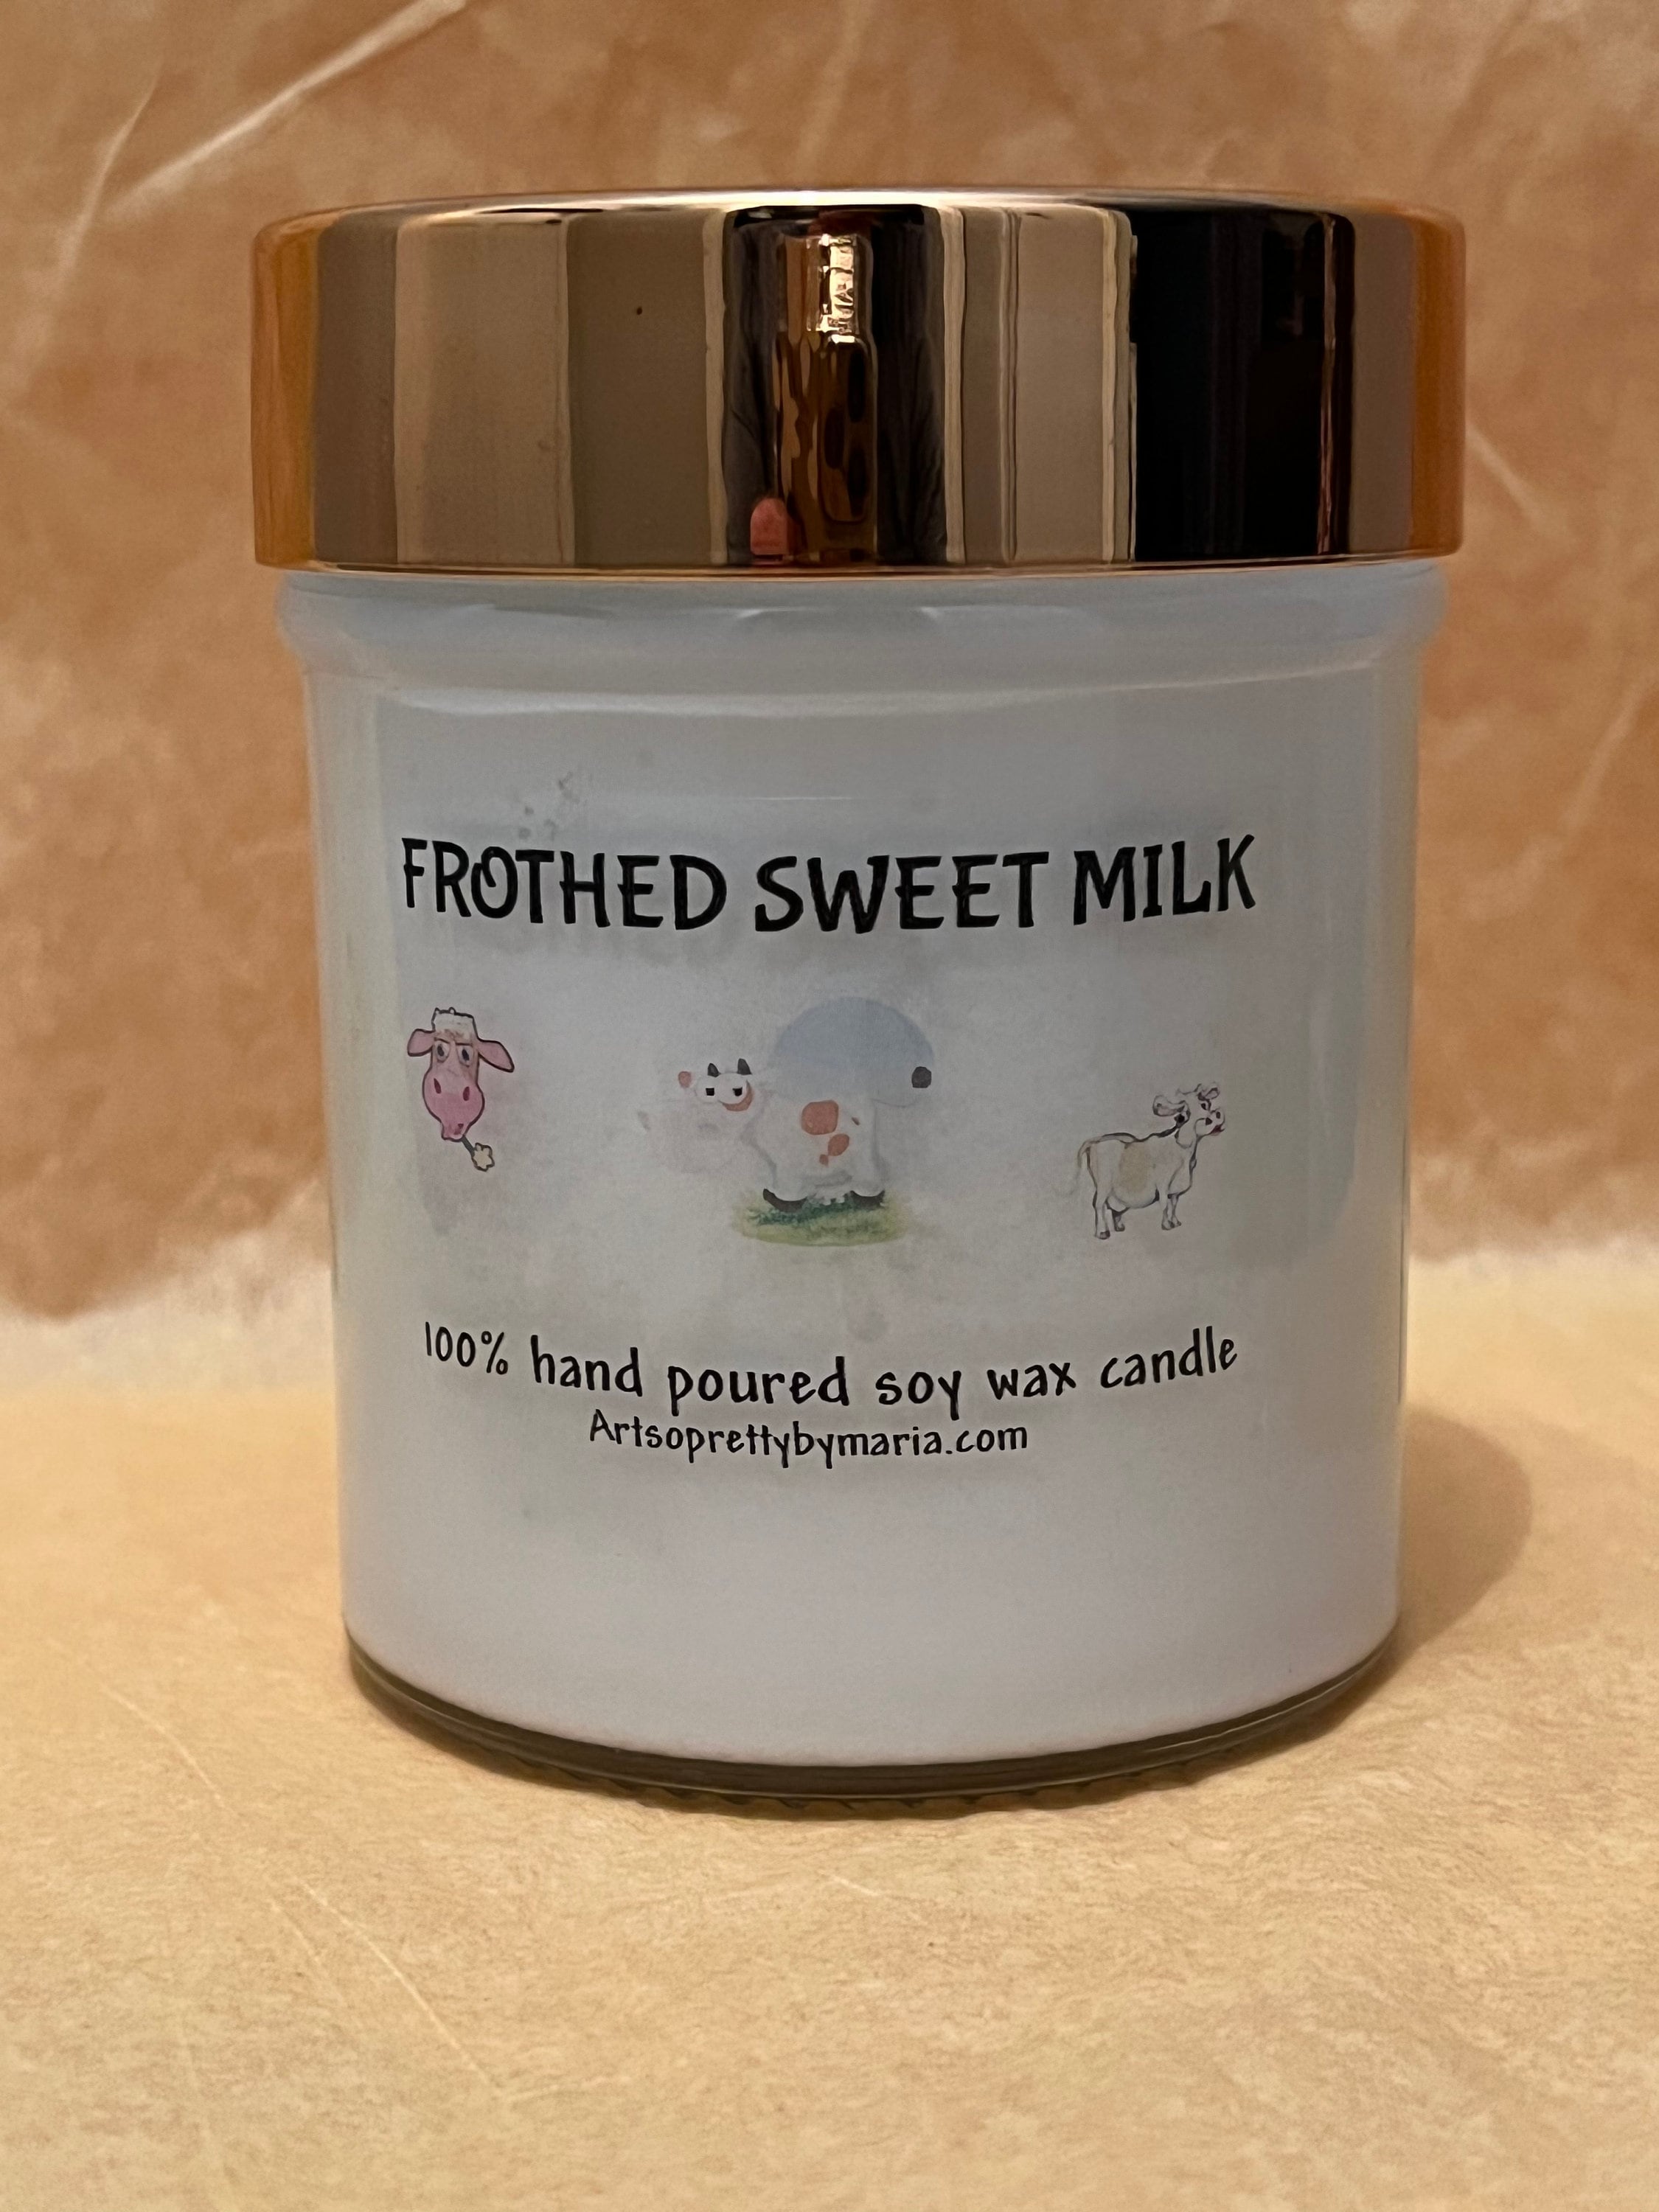 FROTHED SWEET MILK
100% hand poured soy wax candle
Artsoprettybymaria.com